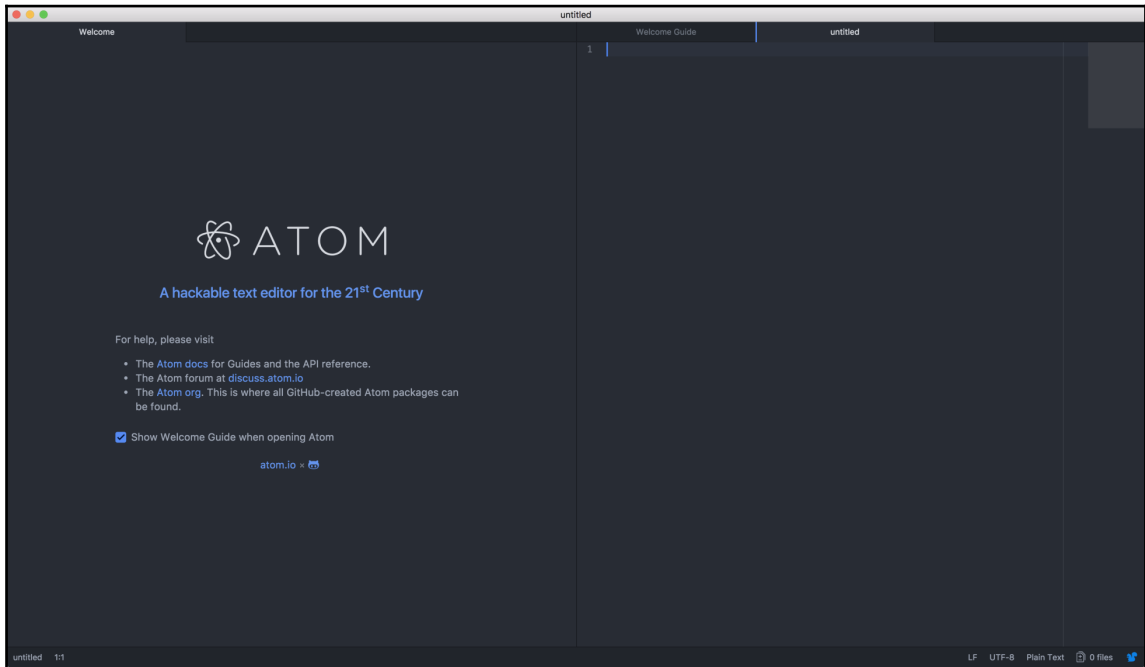 untitled
Welcome
Welcome Guide
untitled
1
ATOM
A hackable text editor for the 21st Century
For help, please visit
• The Atom docs for Guides and the API reference.
• The Atom forum at discuss.atom.io
• The Atom org. This is where all GitHub-created Atom packages can
be found.
Show Welcome Guide when opening Atom
atom.io ×
untitled 1:1
LF UTF-8 Plain Text 0 files